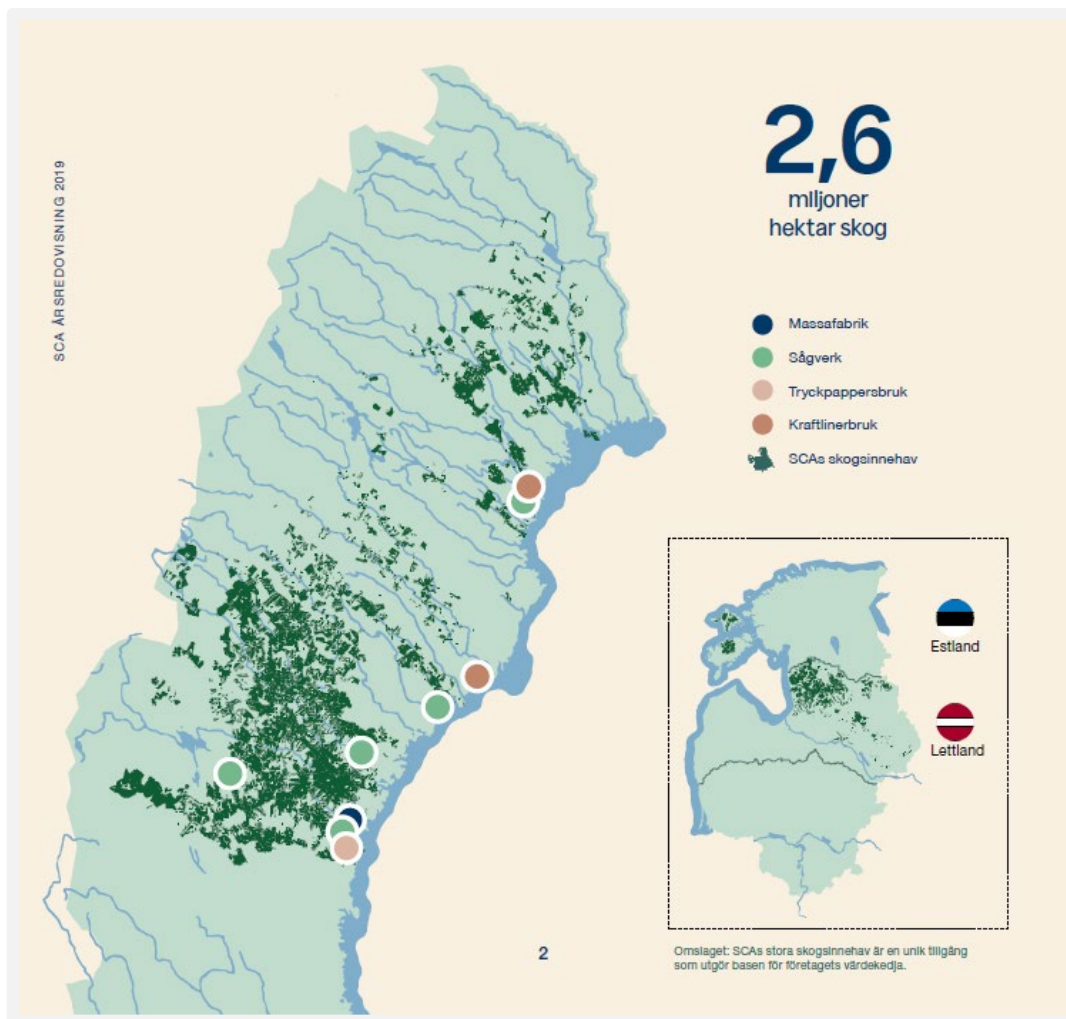 SCA ÅRSREDOVISNING 2019
2,6
miljoner
hektar skog
Massafabrik
Sågverk
Tryckpappersbruk
Kraftlinerbruk
SCAs skogsinnehav
Estland
Lettland
2
Omslaget: SCAs stora skogsinnehav är en unik tillgång
som utgör basen för företagets värdekedja.